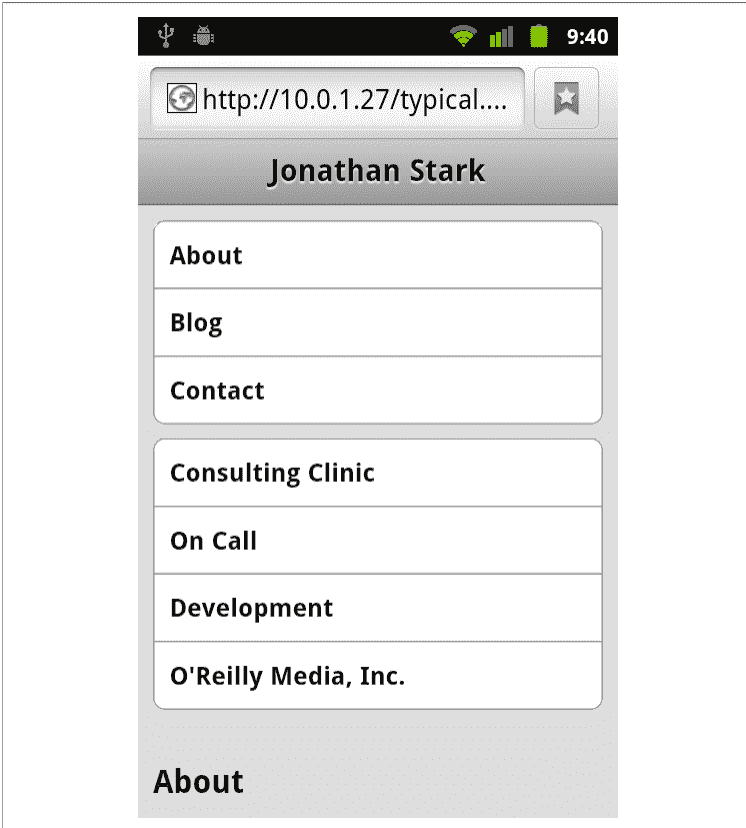 9:40
http://10.0.1.27/typical....
Jonathan Stark
About
Blog
Contact
Consulting Clinic
On Call
Development
O'Reilly Media, Inc.
About